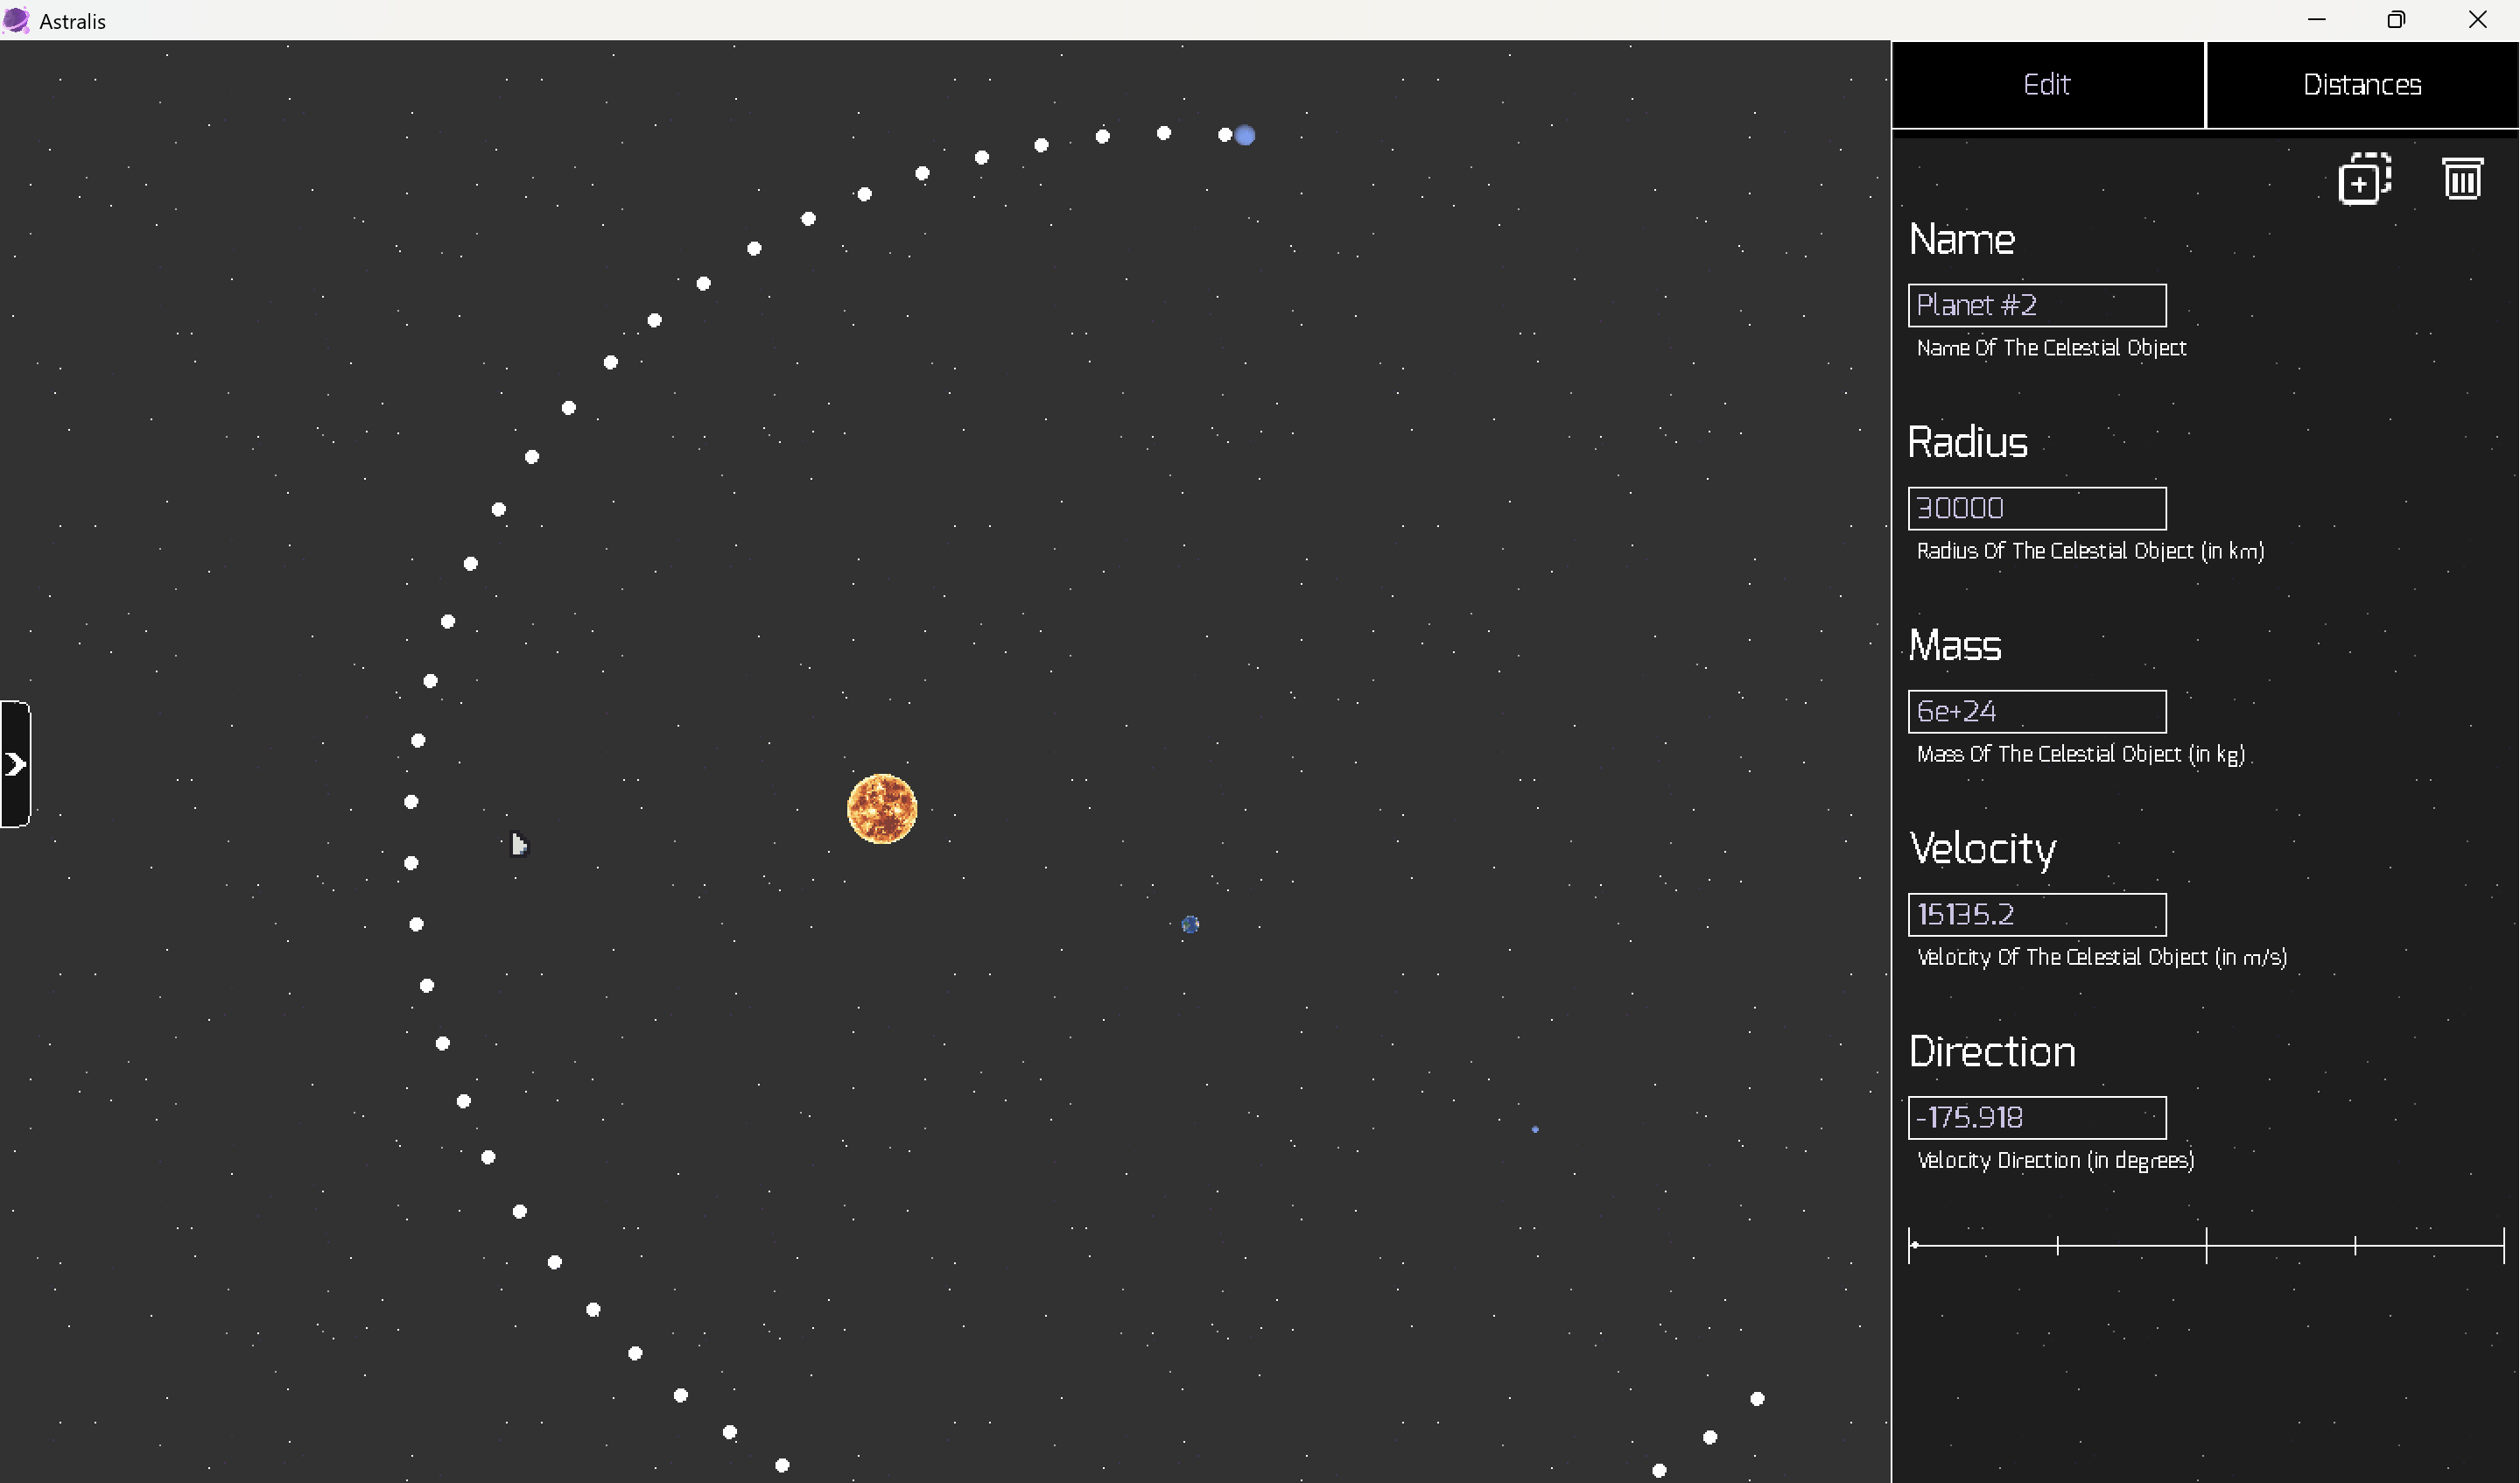 Astralis
Edit
Distances
Name
Planet #2
Name Of The Celestial Object
Radius
30000
Radius Of The Celestial Object (in km)
Mass
6e+24
Mass Of The Celestial Object (in kg)
Velocity
15135.2
Velocity Of The Celestial Object (in m/s)
Direction
-175.918
Velocity Direction (in degrees)